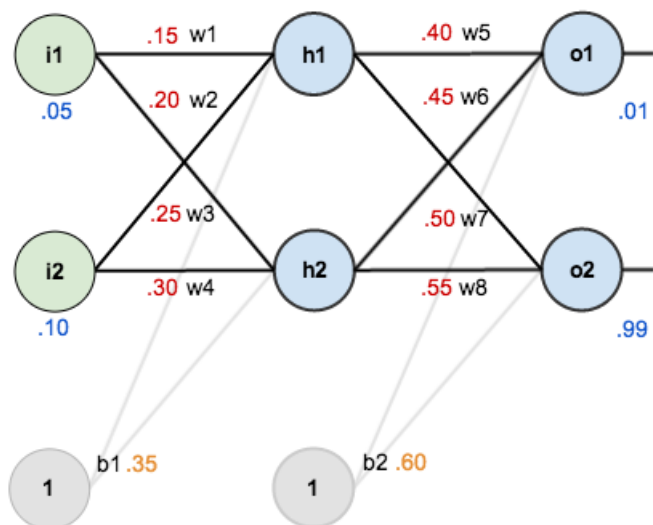 .15 w1 .40 w5
i1 h1 o1
.20 w2 .45 w6
.05 .01
.25 w3 .50 w7
i2 h2 o2
.30 w4 .55 w8
.10 .99
b1 .35 b2 .60
1 1